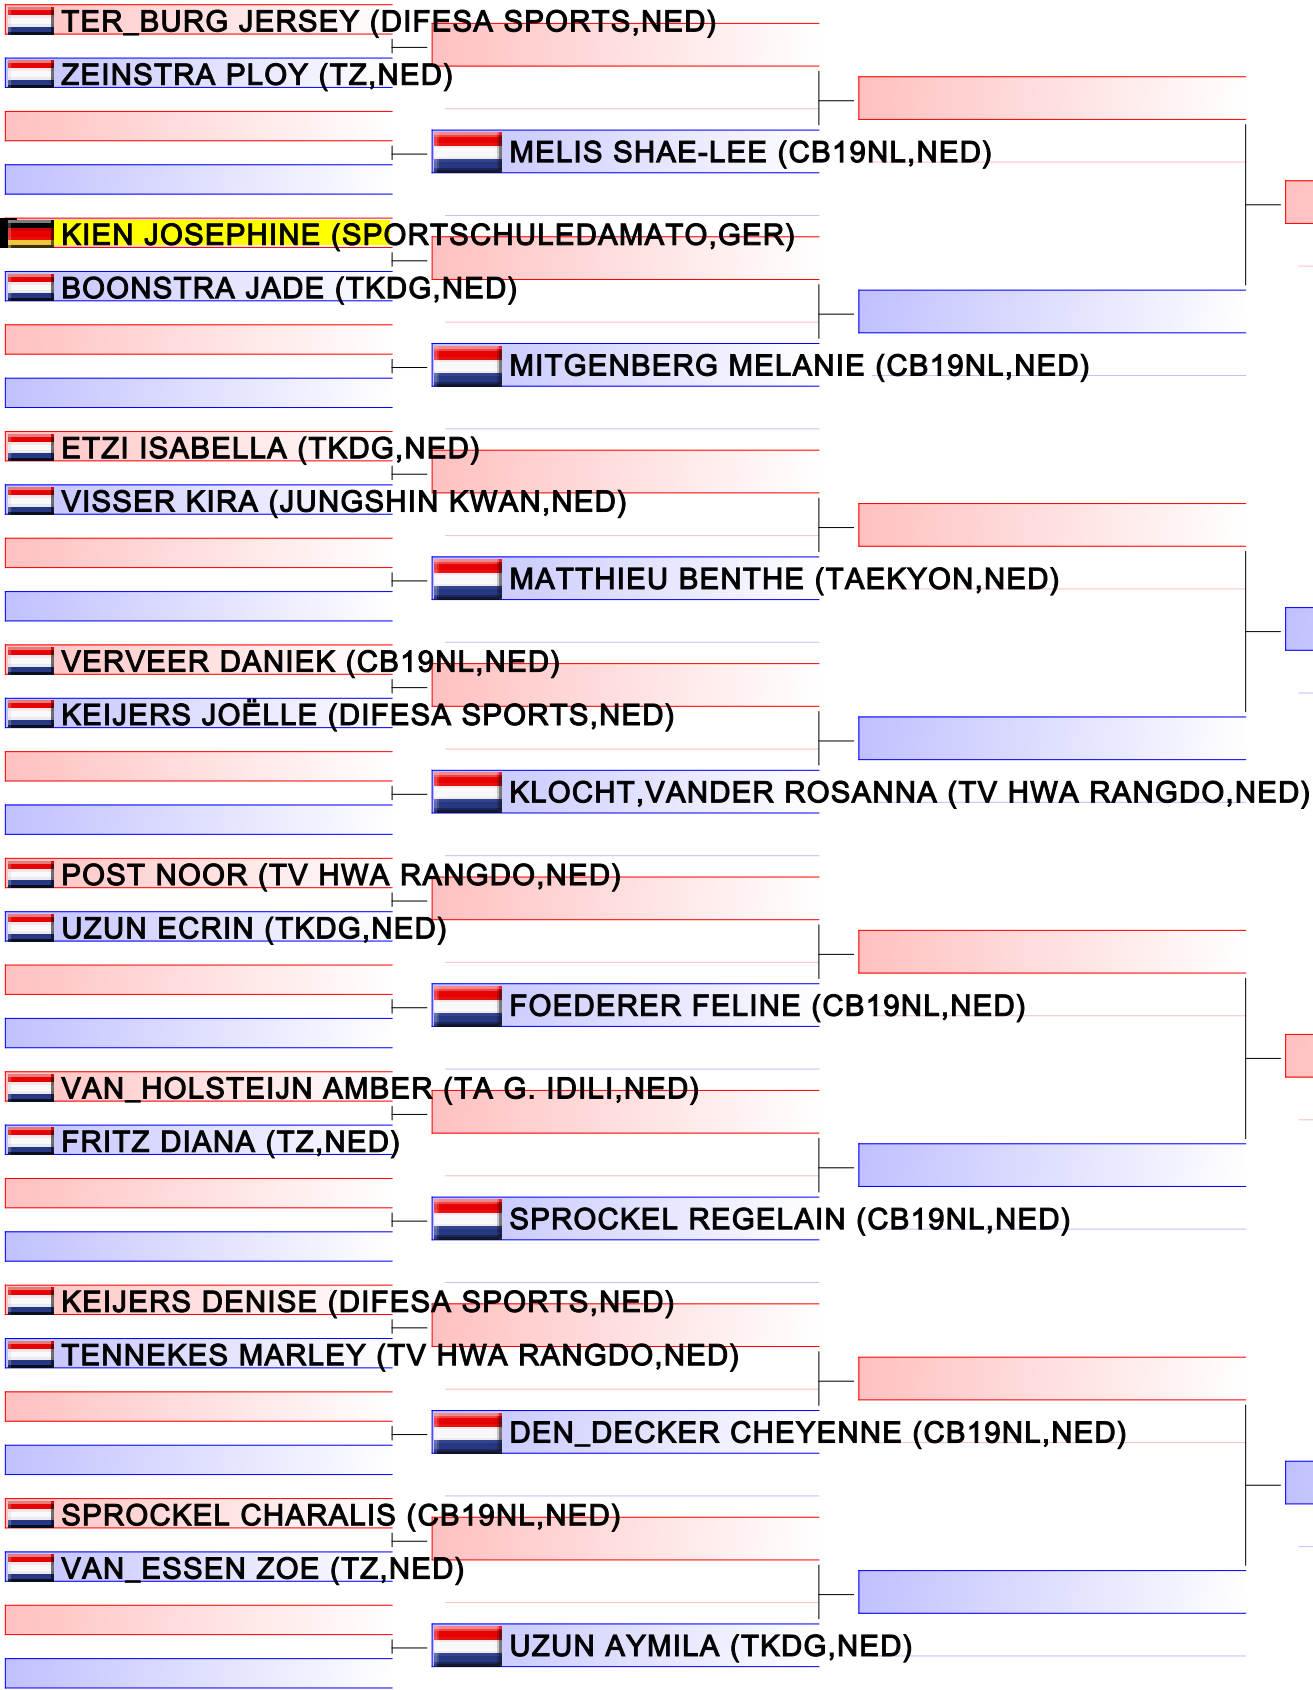 TER_BURG JERSEY (DIFESA SPORTS,NED)
ZEINSTRA PLOY (TZ,NED)
MELIS SHAE-LEE (CB19NL,NED)
KIEN JOSEPHINE (SPORTSCHULEDAMATO,GER)
BOONSTRA JADE (TKDG,NED)
MITGENBERG MELANIE (CB19NL,NED)
ETZI ISABELLA (TKDG,NED)
VISSER KIRA (JUNGSHIN KWAN,NED)
MATTHIEU BENTHE (TAEKYON,NED)
VERVEER DANIEK (CB19NL,NED)
KEIJERS JOËLLE (DIFESA SPORTS,NED)
KLOCHT,VANDER ROSANNA (TV HWA RANGDO,NED)
POST NOOR (TV HWA RANGDO,NED)
UZUN ECRIN (TKDG,NED)
FOEDERER FELINE (CB19NL,NED)
VAN_HOLSTEIJN AMBER (TA G. IDILI,NED)
FRITZ DIANA (TZ,NED)
SPROCKEL REGELAIN (CB19NL,NED)
KEIJERS DENISE (DIFESA SPORTS,NED)
TENNEKES MARLEY (TV HWA RANGDO,NED)
DEN_DECKER CHEYENNE (CB19NL,NED)
SPROCKEL CHARALIS (CB19NL,NED)
VAN_ESSEN ZOE (TZ,NED)
UZUN AYMILA (TKDG,NED)